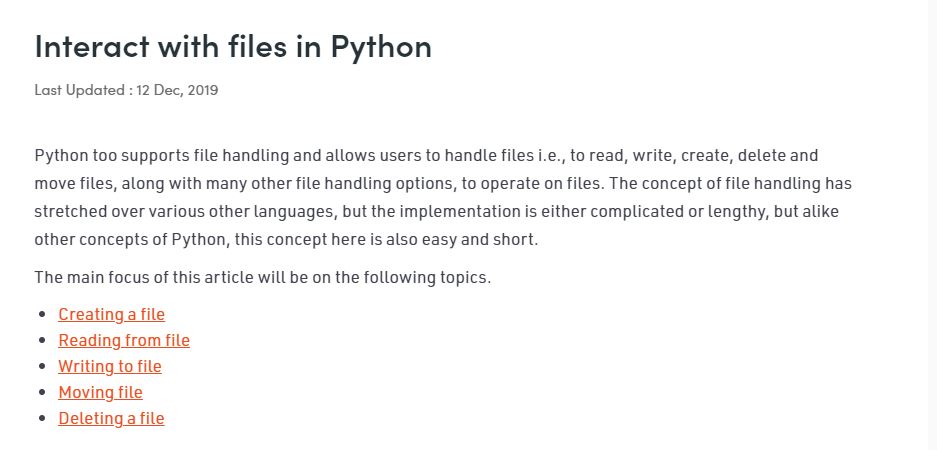 Interact with files in Python
Last Updated : 12 Dec, 2019
Python too supports file handling and allows users to handle files i.e., to read, write, create, delete and
move files, along with many other file handling options, to operate on files. The concept of file handling has
stretched over various other languages, but the implementation is either complicated or lengthy, but alike
other concepts of Python, this concept here is also easy and short.
The main focus of this article will be on the following topics.
• Creating a file
• Reading from file
• Writing to file
• Moving file
• Deleting a file